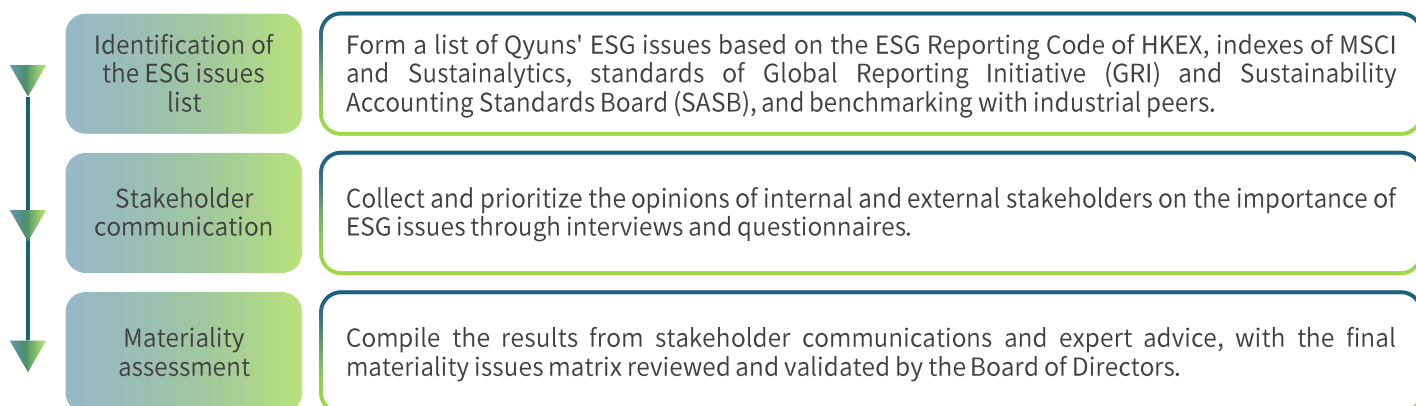 Identification of
the ESG issues
list
Form a list of Qyuns' ESG issues based on the ESG Reporting Code of HKEX, indexes of MSCI
and Sustainalytics, standards of Global Reporting Initiative (GRI) and Sustainability
Accounting Standards Board (SASB), and benchmarking with industrial peers.
Stakeholder
communication
Collect and prioritize the opinions of internal and external stakeholders on the importance of
ESG issues through interviews and questionnaires.
Materiality
assessment
Compile the results from stakeholder communications and expert advice, with the final
materiality issues matrix reviewed and validated by the Board of Directors.